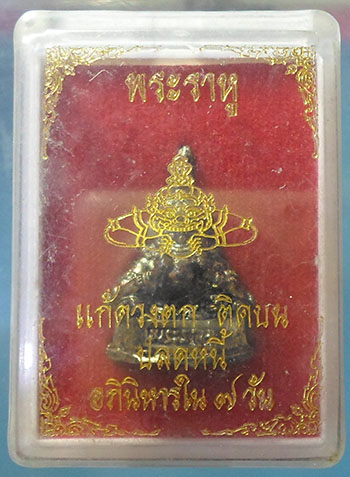 พระราหู
แก้ดวงตก ติดบน
ปลดหนี้
อภินิหารใน ๗ วัน